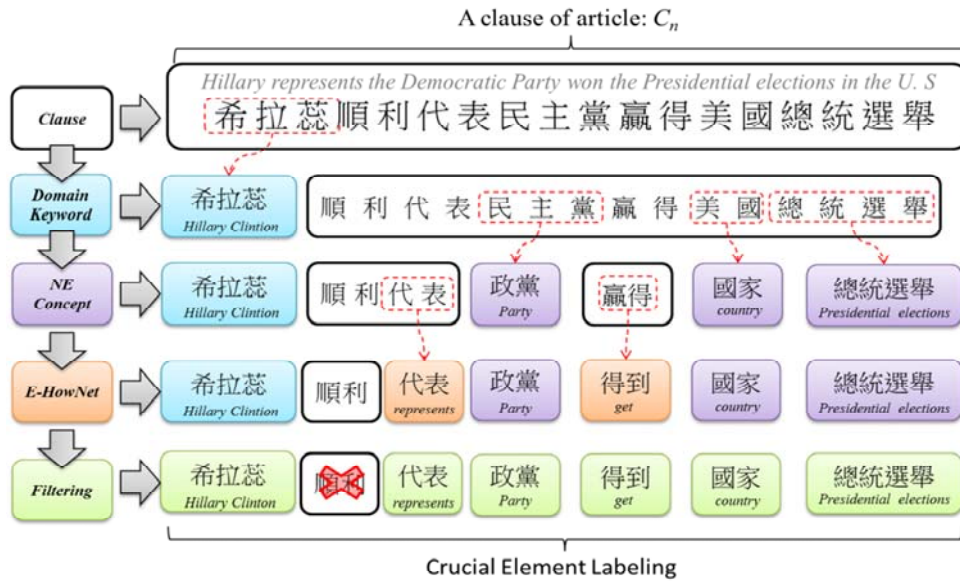 A clause of article: Cn
Hillary represents the Democratic Party won the Presidential elections in the U. S
Clause
希拉蕊順利代表民主黨贏得美國總統選舉
Domain
Keyword
希拉蕊
Hillary Clintion
順利代表民主黨贏得美國總統選舉
NE
Concept
希拉蕊
Hillary Clintion
順利代表
政黨
Party
贏得
國家
country
總統選舉
Presidential elections
E-HowNet
希拉蕊
Hillary Clintion
順利
代表
represents
政黨
Party
得到
get
國家
country
總統選舉
Presidential elections
Filtering
希拉蕊
Hillary Clinton
順利
代表
represents
政黨
Party
得到
get
國家
country
總統選舉
Presidential elections
Crucial Element Labeling